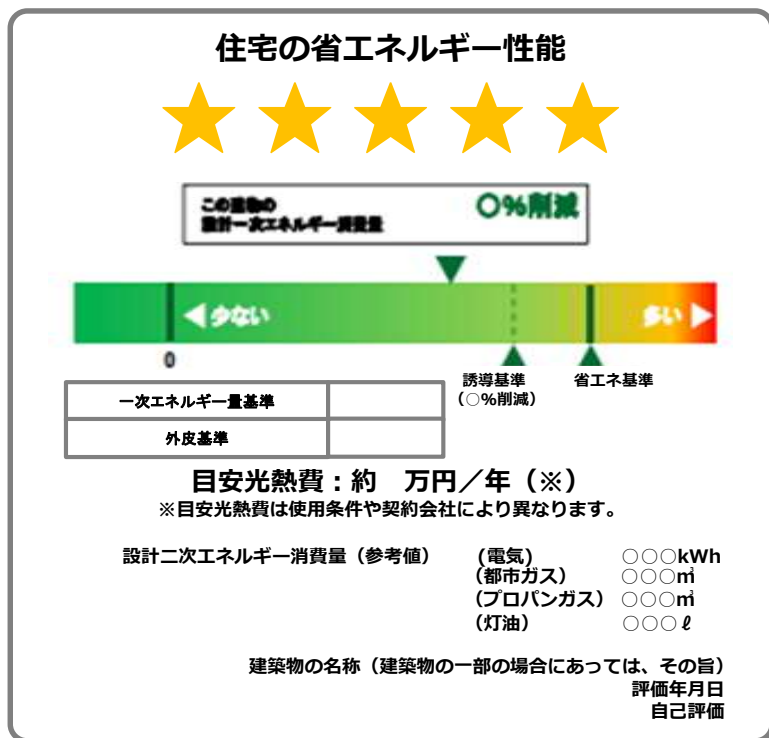 住宅の省エネルギー性能
この建物の
設計一次エネルギー消費量
○%削減
◀少ない
多い▶
0
誘導基準
(○%削減)
省エネ基準
一次エネルギー量基準
外皮基準
目安光熱費：約　万円／年（※）
※目安光熱費は使用条件や契約会社により異なります。
設計二次エネルギー消費量（参考値） (電気) ○○○kWh
(都市ガス) ○○○㎥
(プロパンガス) ○○○㎥
(灯油) ○○○ℓ
建築物の名称（建築物の一部の場合にあっては、その旨）
評価年月日
自己評価